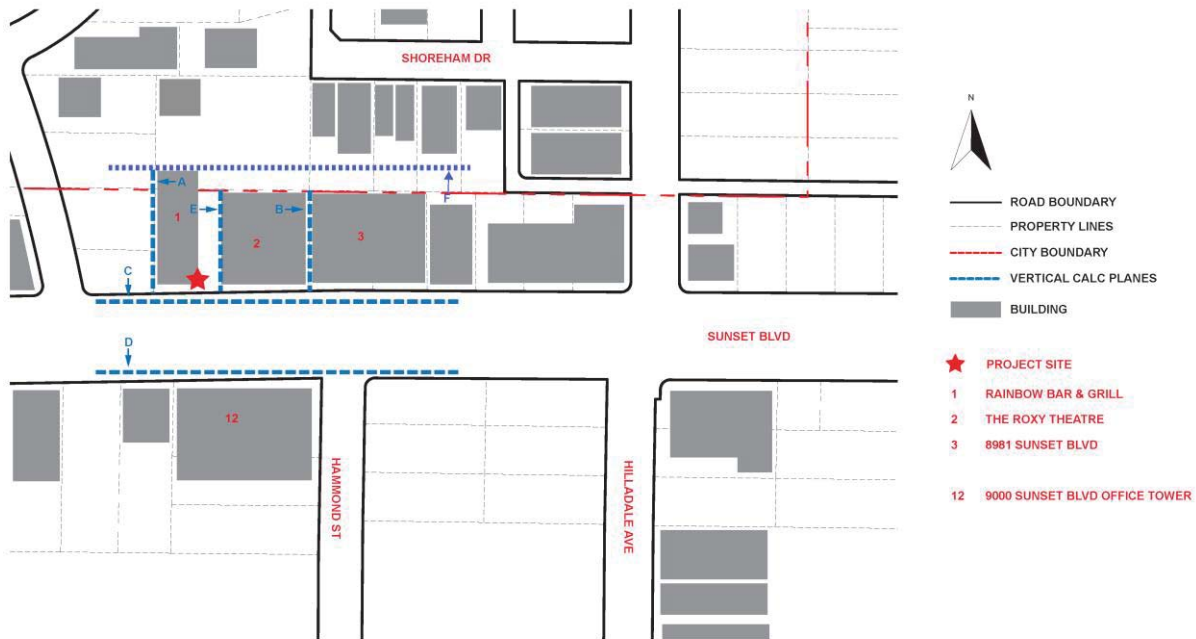 SHOREHAM DR
A
F
E
B
1
2
3
C
SUNSET BLVD
D
12
HAMMOND ST
HILLADALE AVE
N
ROAD BOUNDARY
PROPERTY LINES
CITY BOUNDARY
VERTICAL CALC PLANES
BUILDING
PROJECT SITE
1 RAINBOW BAR & GRILL
2 THE ROXY THEATRE
3 8981 SUNSET BLVD
12 9000 SUNSET BLVD OFFICE TOWER